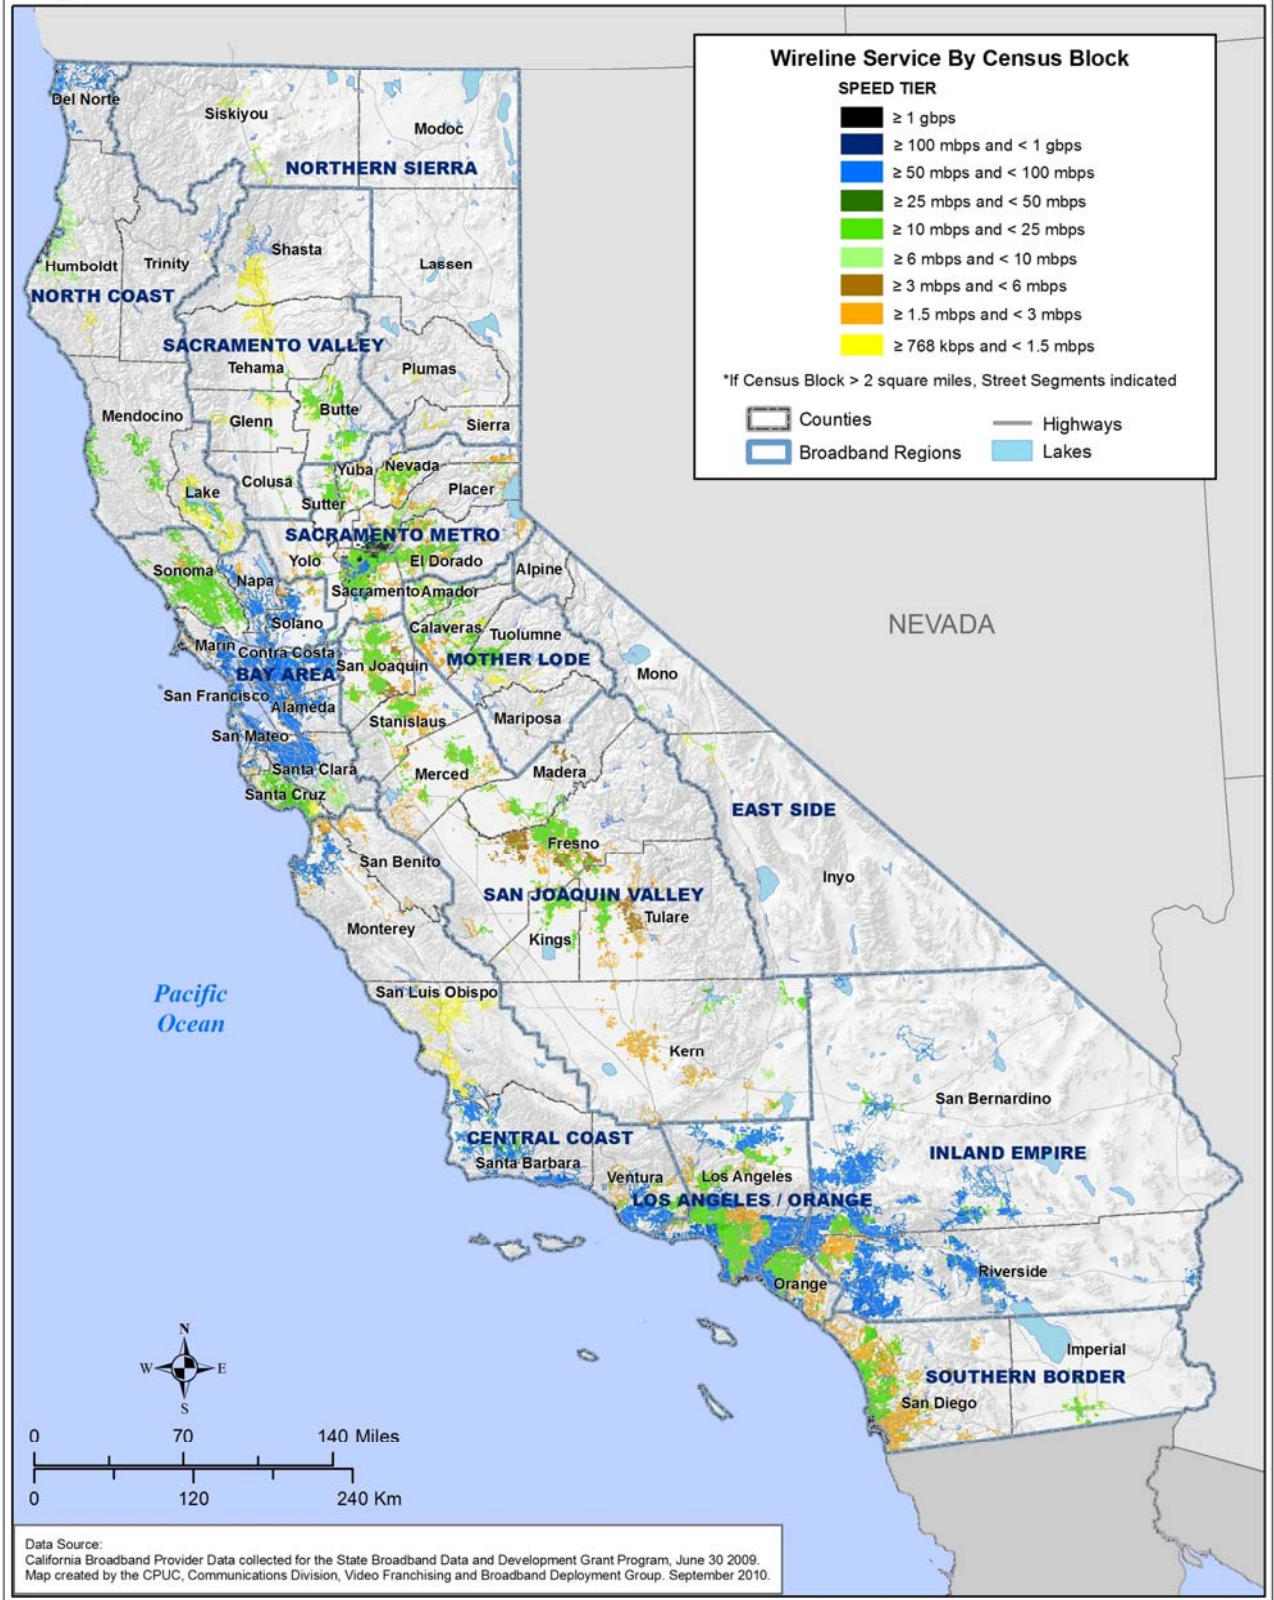 Wireline Service By Census Block
SPEED TIER
≥ 1 gbps
≥ 100 mbps and < 1 gbps
≥ 50 mbps and < 100 mbps
≥ 25 mbps and < 50 mbps
≥ 10 mbps and < 25 mbps
≥ 6 mbps and < 10 mbps
≥ 3 mbps and < 6 mbps
≥ 1.5 mbps and < 3 mbps
≥ 768 kbps and < 1.5 mbps
*If Census Block > 2 square miles, Street Segments indicated
Counties
Highways
Broadband Regions
Lakes
Del Norte
Siskiyou
Modoc
NORTHERN SIERRA
Shasta
Humboldt
Trinity
Lassen
NORTH COAST
SACRAMENTO VALLEY
Tehama
Plumas
Mendocino
Glenn
Butte
Sierra
Yuba
Nevada
Lake
Colusa
Placer
Sutter
SACRAMENTO METRO
Yolo
El Dorado
Sonoma
Napa
Alpine
Sacramento
Amador
Solano
Calaveras
Tuolumne
NEVADA
Marin
Contra Costa
San Joaquin
MOTHER LODE
BAY AREA
Mono
San Francisco
Alameda
Stanislaus
Mariposa
San Mateo
Santa Clara
Merced
Madera
Santa Cruz
EAST SIDE
Fresno
San Benito
Inyo
SAN JOAQUIN VALLEY
Tulare
Monterey
Kings
Pacific
Ocean
San Luis Obispo
Kern
San Bernardino
CENTRAL COAST
INLAND EMPIRE
Santa Barbara
Ventura
Los Angeles
LOS ANGELES / ORANGE
Riverside
Orange
Imperial
SOUTHERN BORDER
San Diego
N
W
E
S
0
70
140 Miles
0
120
240 Km
Data Source:
California Broadband Provider Data collected for the State Broadband Data and Development Grant Program, June 30 2009.
Map created by the CPUC, Communications Division, Video Franchising and Broadband Deployment Group. September 2010.